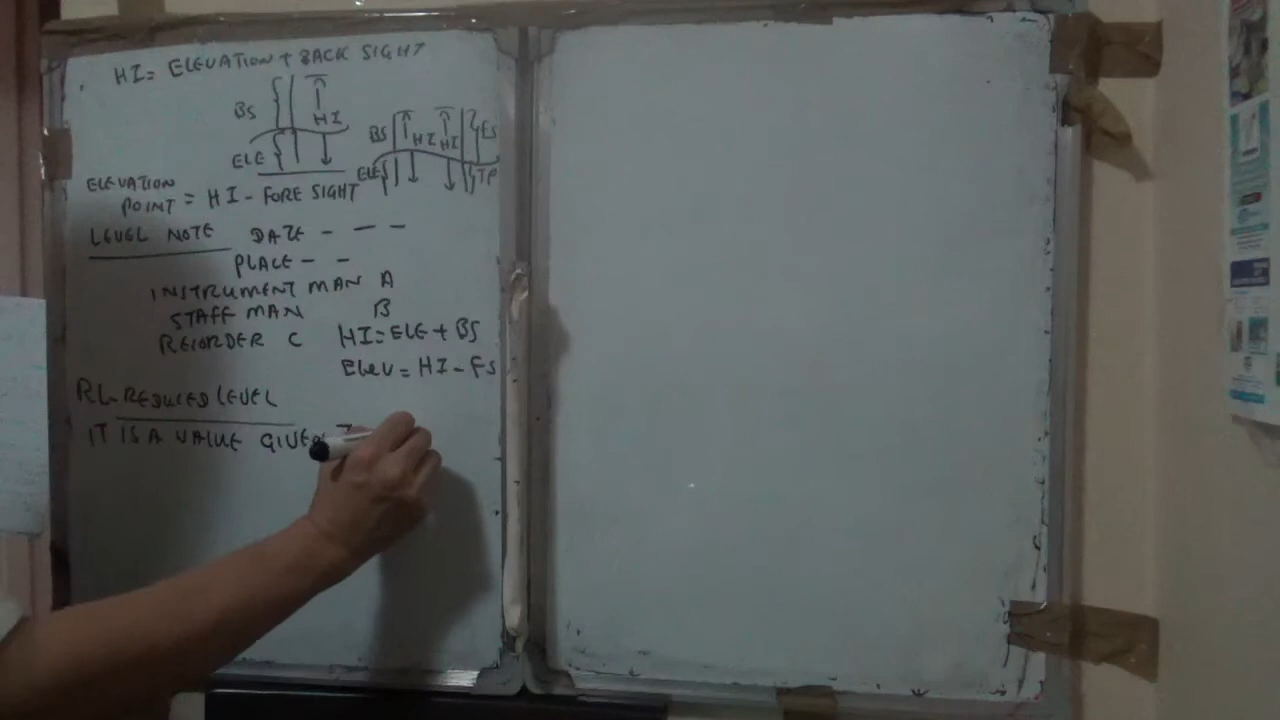 HI= ELEVATION + BACK SIGHT
BS
HI
ELE
BS HI HI FS
ELE TP
ELEVATION
POINT = HI - FORE SIGHT
LEVEL NOTE DATE - - -
PLACE - -
INSTRUMENT MAN A
STAFF MAN B
RECORDER C HI=ELE+BS
Elev = HI - FS
RL-REDUCED LEVEL
IT IS A VALUE GIVEN